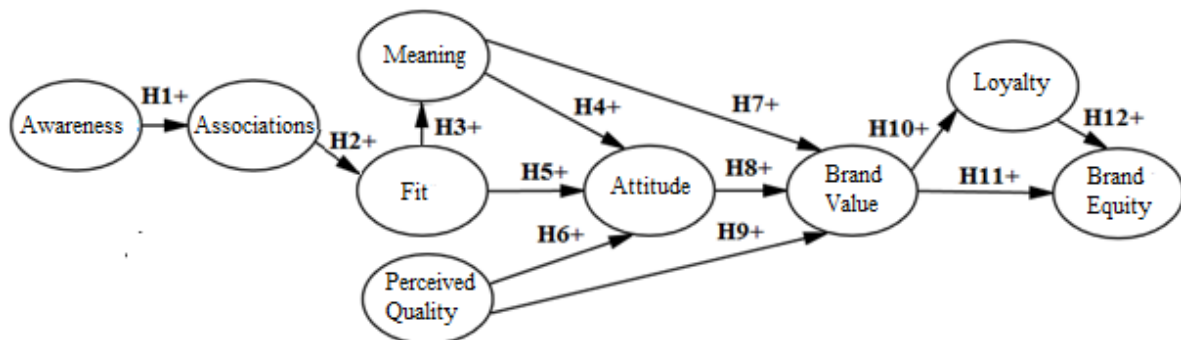 Meaning
H7+
Loyalty
H1+
H4+
Awareness
Associations
H2+
H3+
H10+
H12+
Fit
H5+
Attitude
H8+
Brand
Value
H11+
Brand
Equity
H6+
H9+
Perceived
Quality